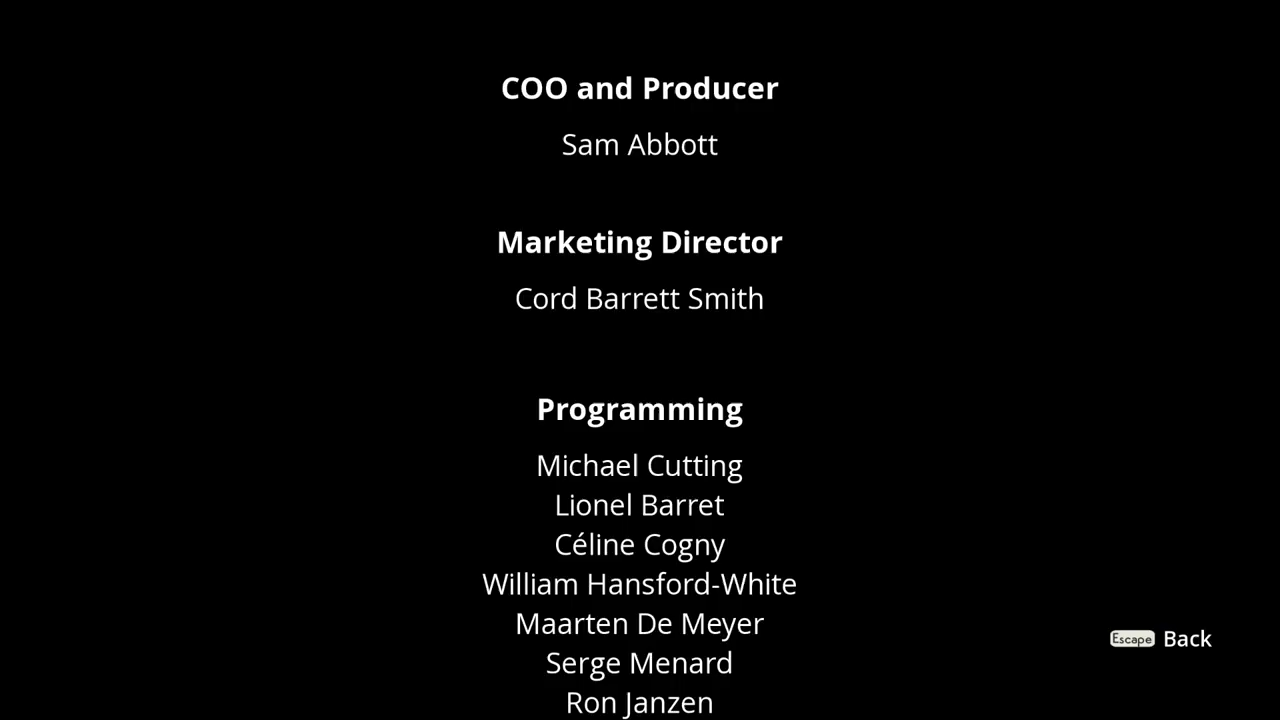 COO and Producer
Sam Abbott
Marketing Director
Cord Barrett Smith
Programming
Michael Cutting
Lionel Barret
Céline Cogny
William Hansford-White
Maarten De Meyer
Serge Menard
Ron Janzen
Escape Back